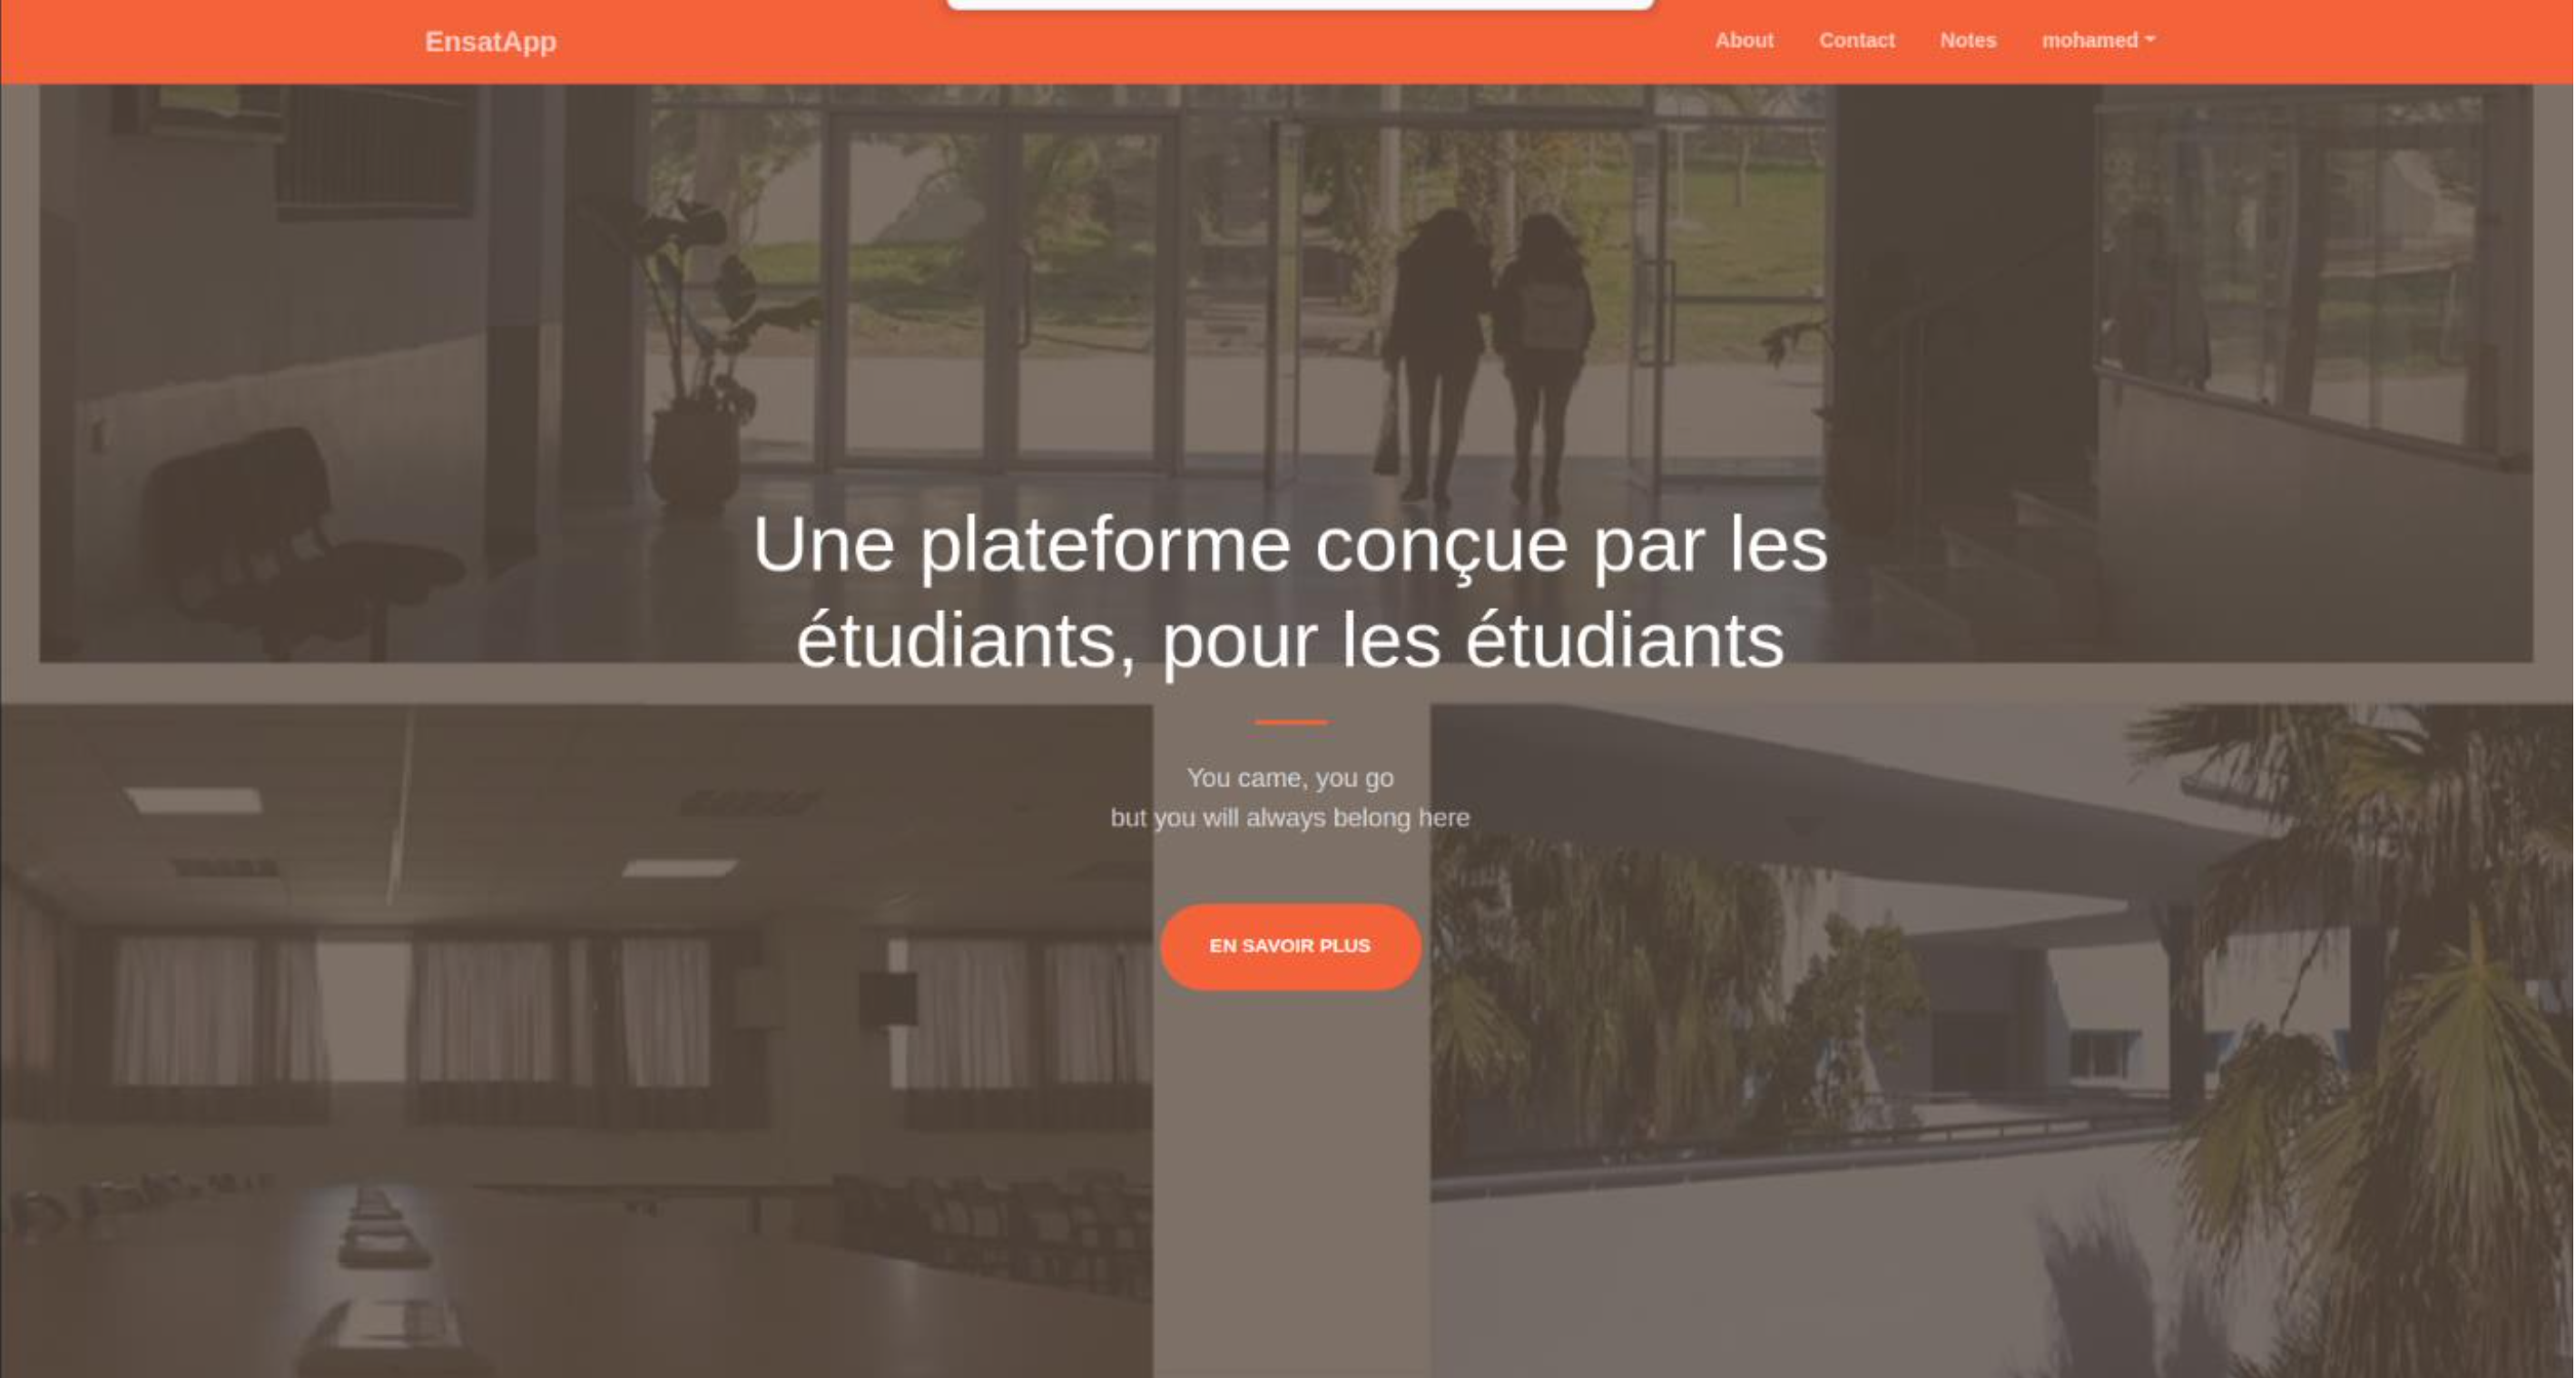 EnsatApp
About
Contact
Notes
mohamed
Une plateforme conçue par les
étudiants, pour les étudiants
You came, you go
but you will always belong here
EN SAVOIR PLUS